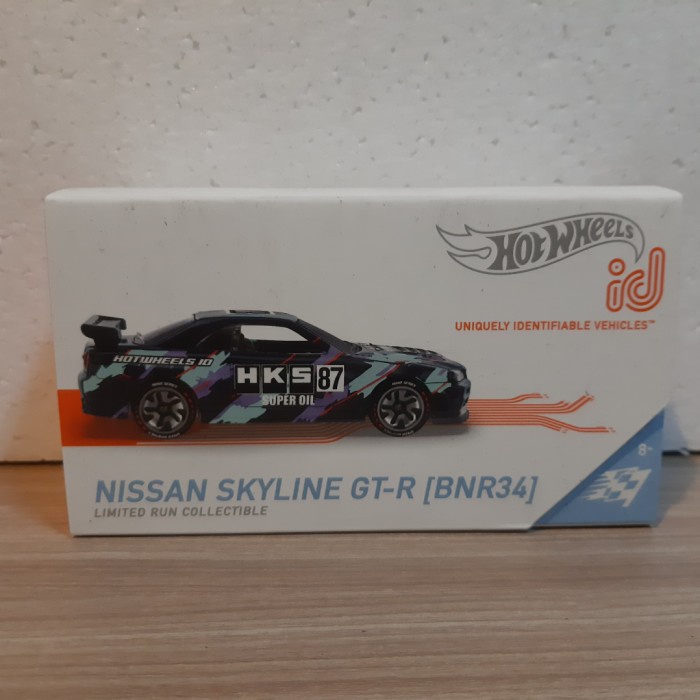 HOT WHEELS
id
UNIQUELY IDENTIFIABLE VEHICLES™
HOTWHEELS ID
HKS 87
SUPER OIL
NISSAN SKYLINE GT-R [BNR34]
LIMITED RUN COLLECTIBLE